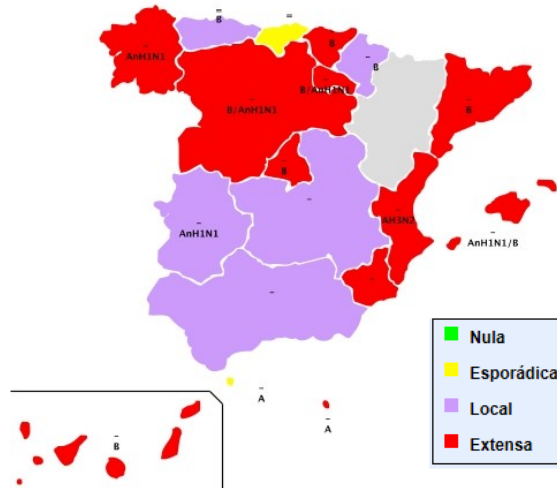 =
B
=
–
AnH1N1
–
B
–
B
–
B/AnH1N1
–
B/AnH1N1
–
B
–
B
–
AnH1N1
–
–
AH3N2
–
AnH1N1/B
–
–
–
A
–
A
–
B
Nula
Esporádica
Local
Extensa